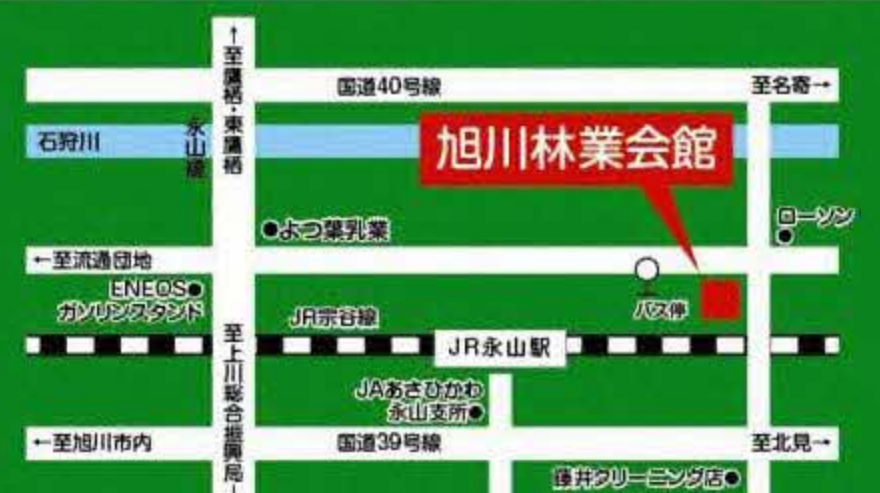 ↑至鷹栖・東鷹栖
国道40号線
至名寄→
石狩川
永山橋
旭川林業会館
ローソン
●
●よつ葉乳業
←至流通団地
ENEOS●
ガソリンスタンド
バス停
JR宗谷線
JR永山駅
至上川総合振興局
JAあさひかわ
永山支所●
←至旭川市内
国道39号線
至北見→
藤井クリーニング店●